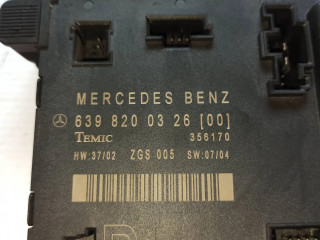 MERCEDES BENZ
639 820 03 26 [00]
TEMIC 356170
HW:37/02 ZGS 005 SW:07/04